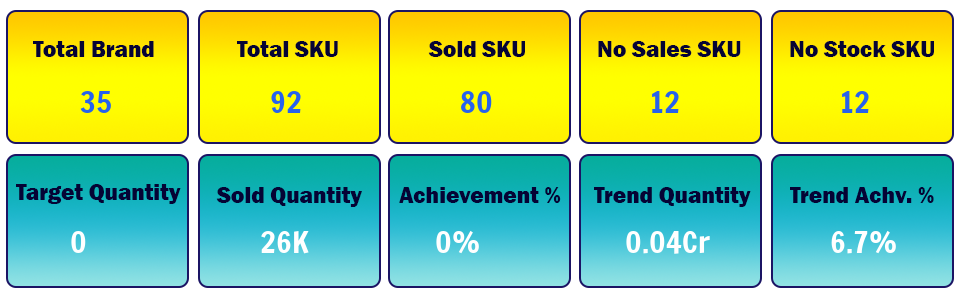 Total Brand
35
Total SKU
92
Sold SKU
80
No Sales SKU
12
No Stock SKU
12
Target Quantity
0
Sold Quantity
26K
Achievement %
0%
Trend Quantity
0.04Cr
Trend Achv. %
6.7%